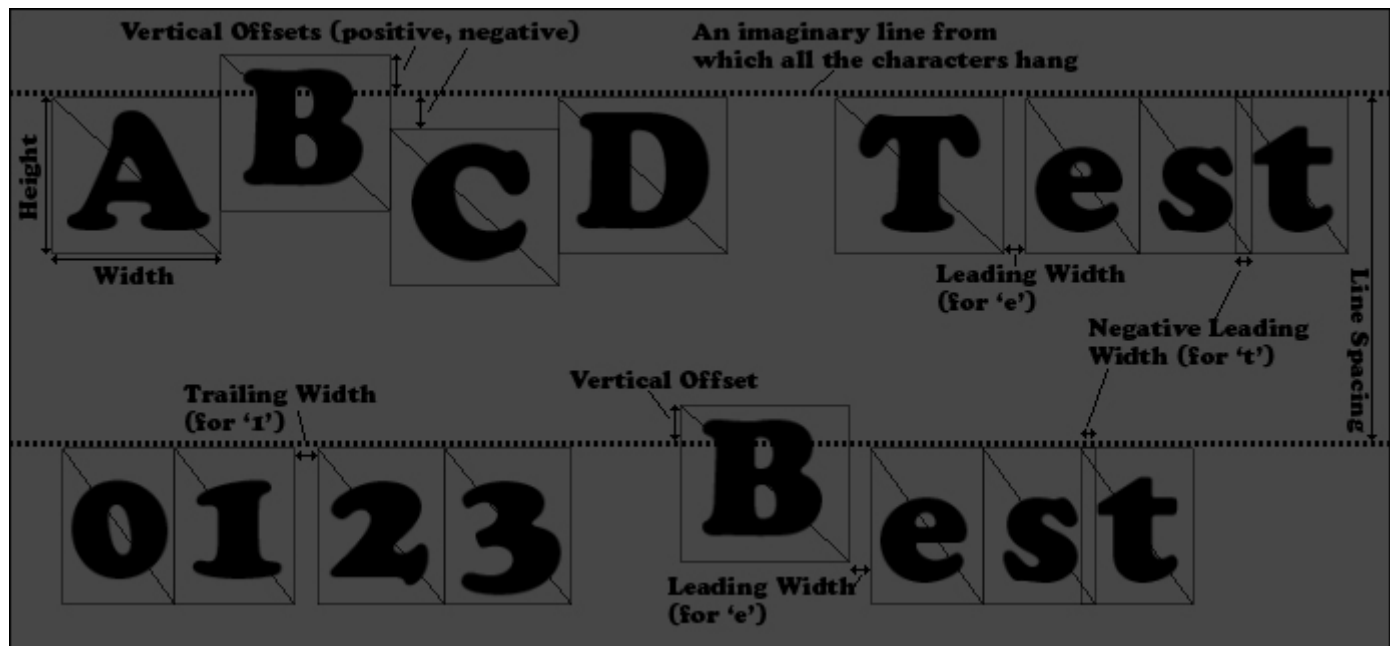 Vertical Offsets (positive, negative)
An imaginary line from
which all the characters hang
A B C D
Test
Height
Width
Leading Width
(for ‘e’)
Negative Leading
Width (for ‘t’)
Line Spacing
Trailing Width
(for ‘1’)
Vertical Offset
0123
Best
Leading Width
(for ‘e’)